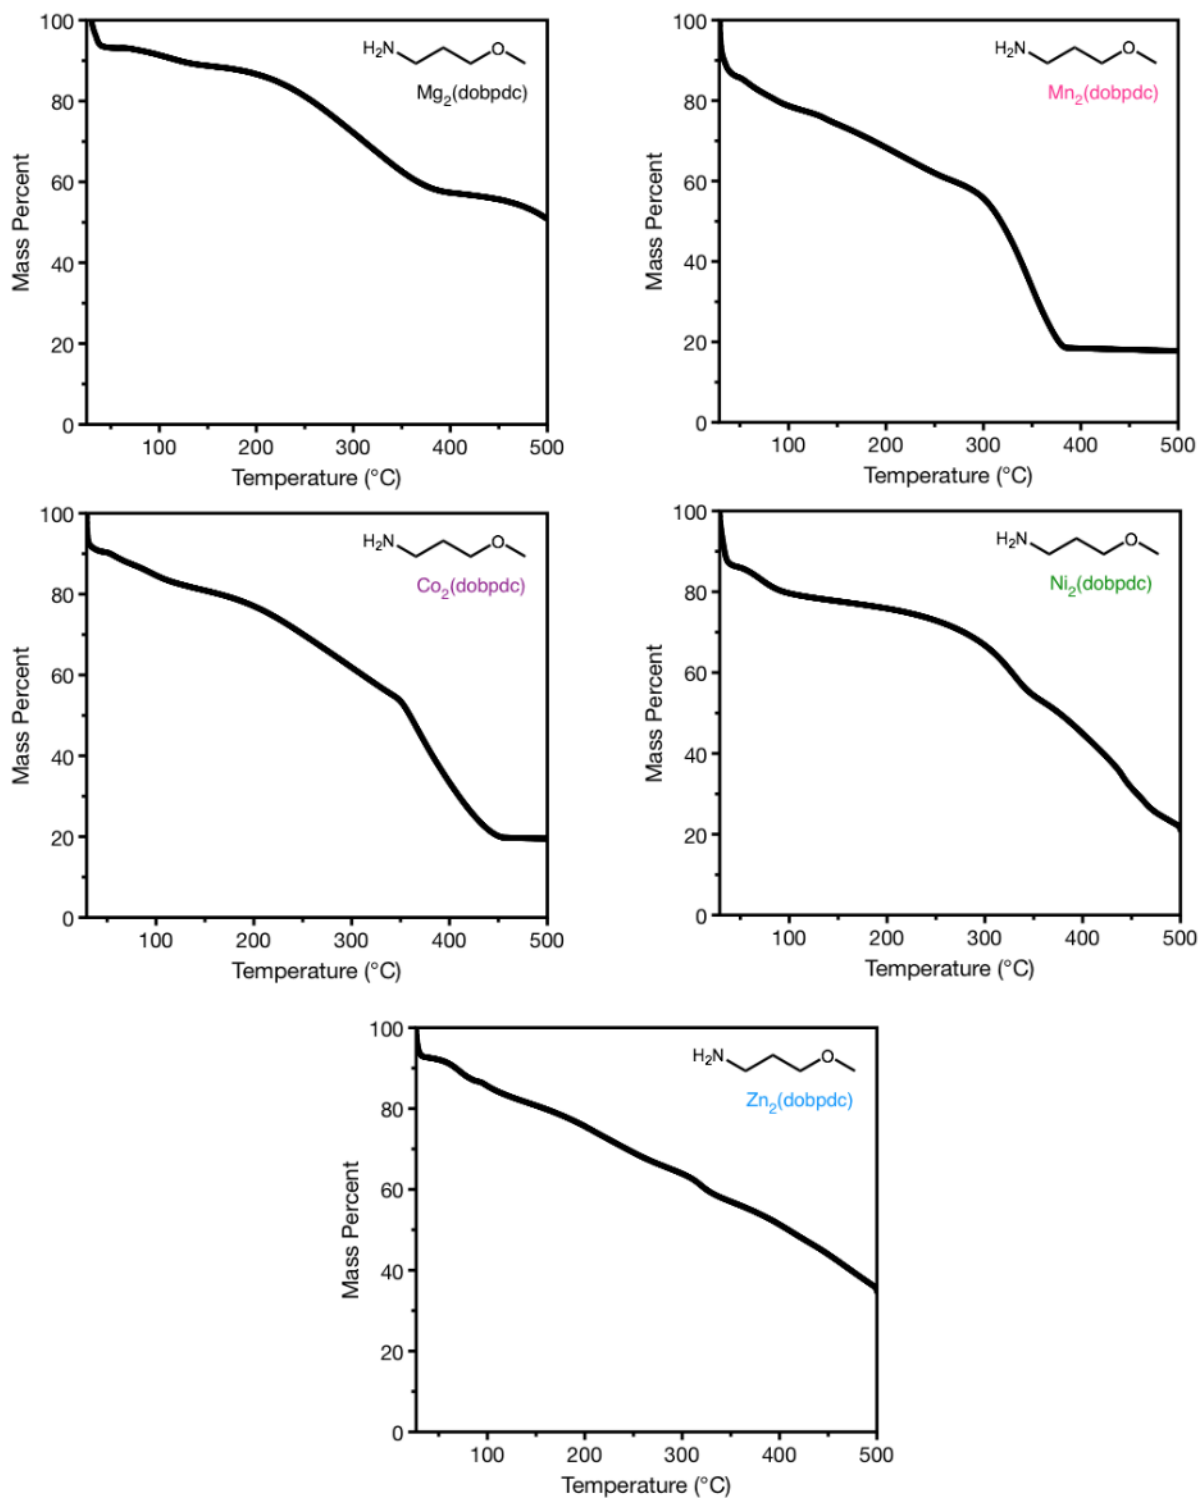 100
80
60
40
20
0
Mass Percent
H₂N
O
Mg₂(dobpdc)
100
200
300
400
500
Temperature (°C)
100
80
60
40
20
0
Mass Percent
H₂N
O
Mn₂(dobpdc)
100
200
300
400
500
Temperature (°C)
100
80
60
40
20
0
Mass Percent
H₂N
O
Co₂(dobpdc)
100
200
300
400
500
Temperature (°C)
100
80
60
40
20
0
Mass Percent
H₂N
O
Ni₂(dobpdc)
100
200
300
400
500
Temperature (°C)
100
80
60
40
20
0
Mass Percent
H₂N
O
Zn₂(dobpdc)
100
200
300
400
500
Temperature (°C)